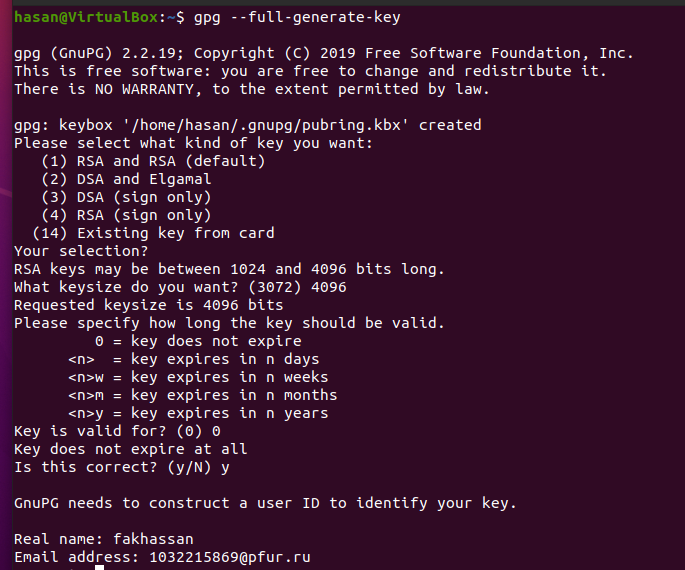 hasan@VirtualBox:~$ gpg --full-generate-key
gpg (GnuPG) 2.2.19; Copyright (C) 2019 Free Software Foundation, Inc.
This is free software: you are free to change and redistribute it.
There is NO WARRANTY, to the extent permitted by law.
gpg: keybox '/home/hasan/.gnupg/pubring.kbx' created
Please select what kind of key you want:
(1) RSA and RSA (default)
(2) DSA and Elgamal
(3) DSA (sign only)
(4) RSA (sign only)
(14) Existing key from card
Your selection?
RSA keys may be between 1024 and 4096 bits long.
What keysize do you want? (3072) 4096
Requested keysize is 4096 bits
Please specify how long the key should be valid.
0 = key does not expire
<n>  = key expires in n days
<n>w = key expires in n weeks
<n>m = key expires in n months
<n>y = key expires in n years
Key is valid for? (0) 0
Key does not expire at all
Is this correct? (y/N) y
GnuPG needs to construct a user ID to identify your key.
Real name: fakhassan
Email address: 1032215869@pfur.ru